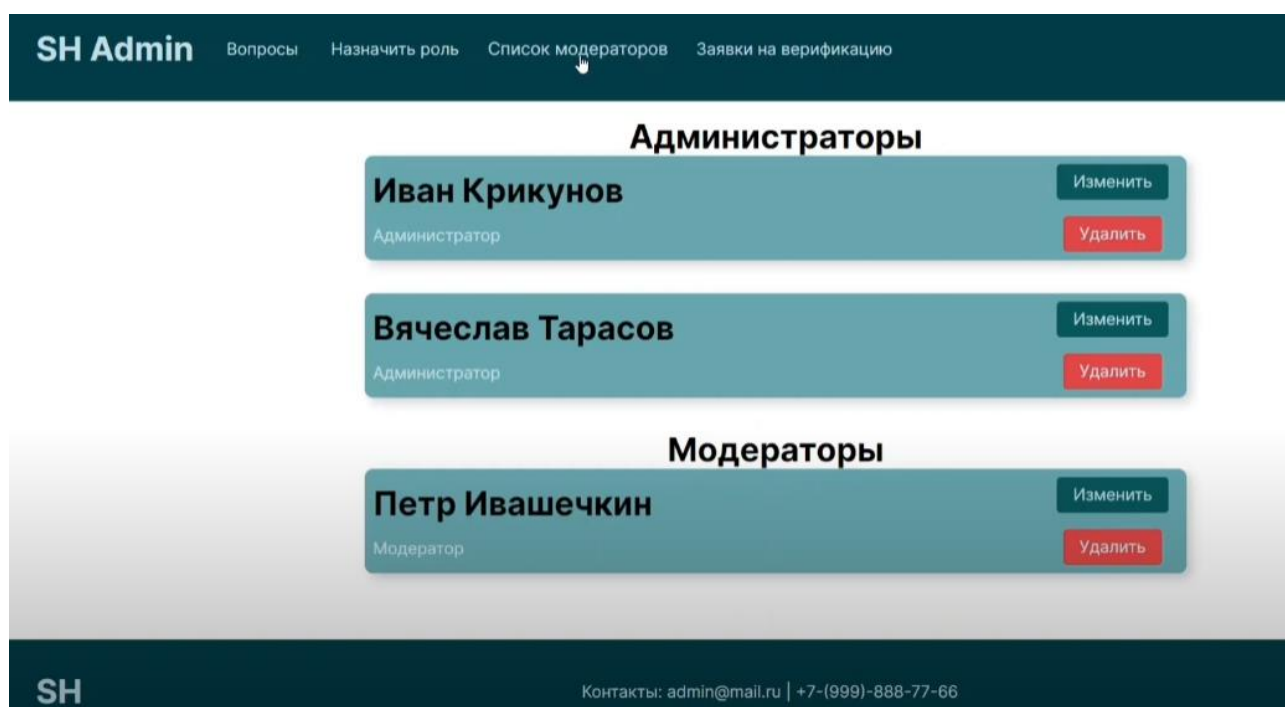 SH Admin Вопросы Назначить роль Список модераторов Заявки на верификацию
Администраторы
Иван Крикунов
Изменить
Администратор
Удалить
Вячеслав Тарасов
Изменить
Администратор
Удалить
Модераторы
Петр Ивашечкин
Изменить
Модератор
Удалить
SH
Контакты: admin@mail.ru | +7-(999)-888-77-66